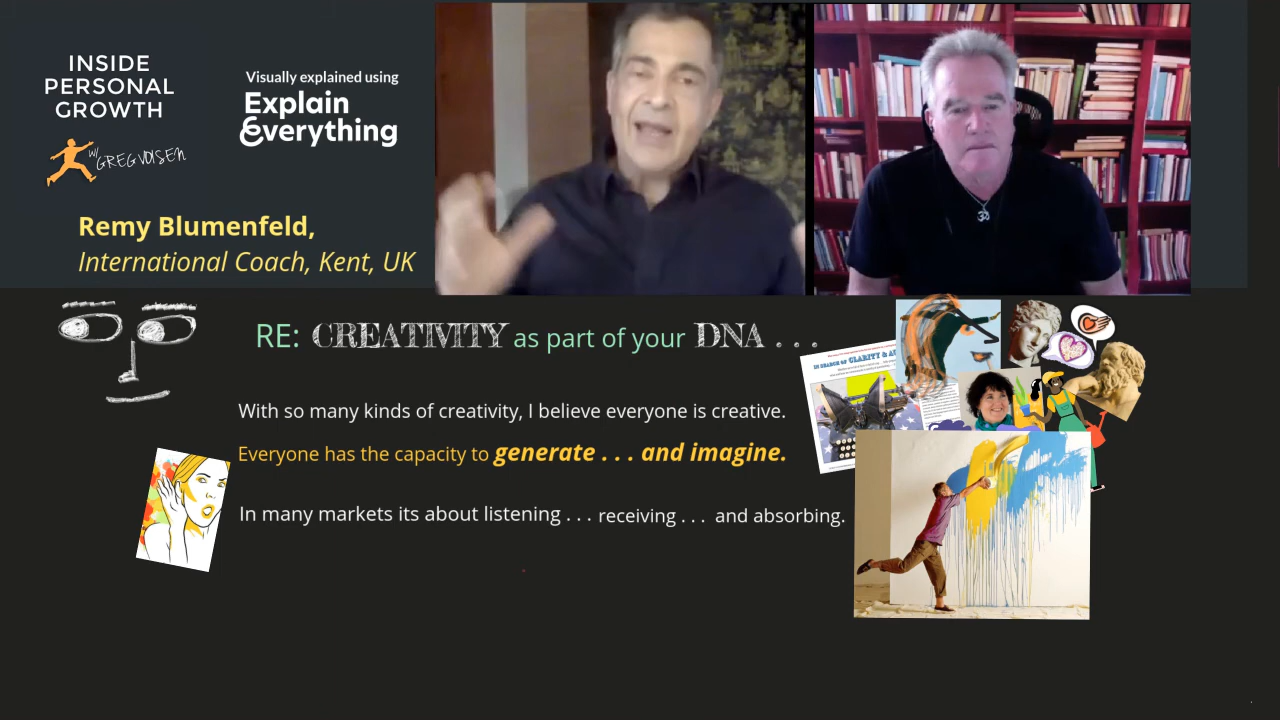 INSIDE
PERSONAL
GROWTH
w/ GREG VOISEN
Visually explained using
Explain
Everything
Remy Blumenfeld,
International Coach, Kent, UK
RE: CREATIVITY as part of your DNA . . .
With so many kinds of creativity, I believe everyone is creative.
Everyone has the capacity to generate . . . and imagine.
In many markets its about listening . . . receiving . . . and absorbing.
IN SEARCH OF CLARITY &